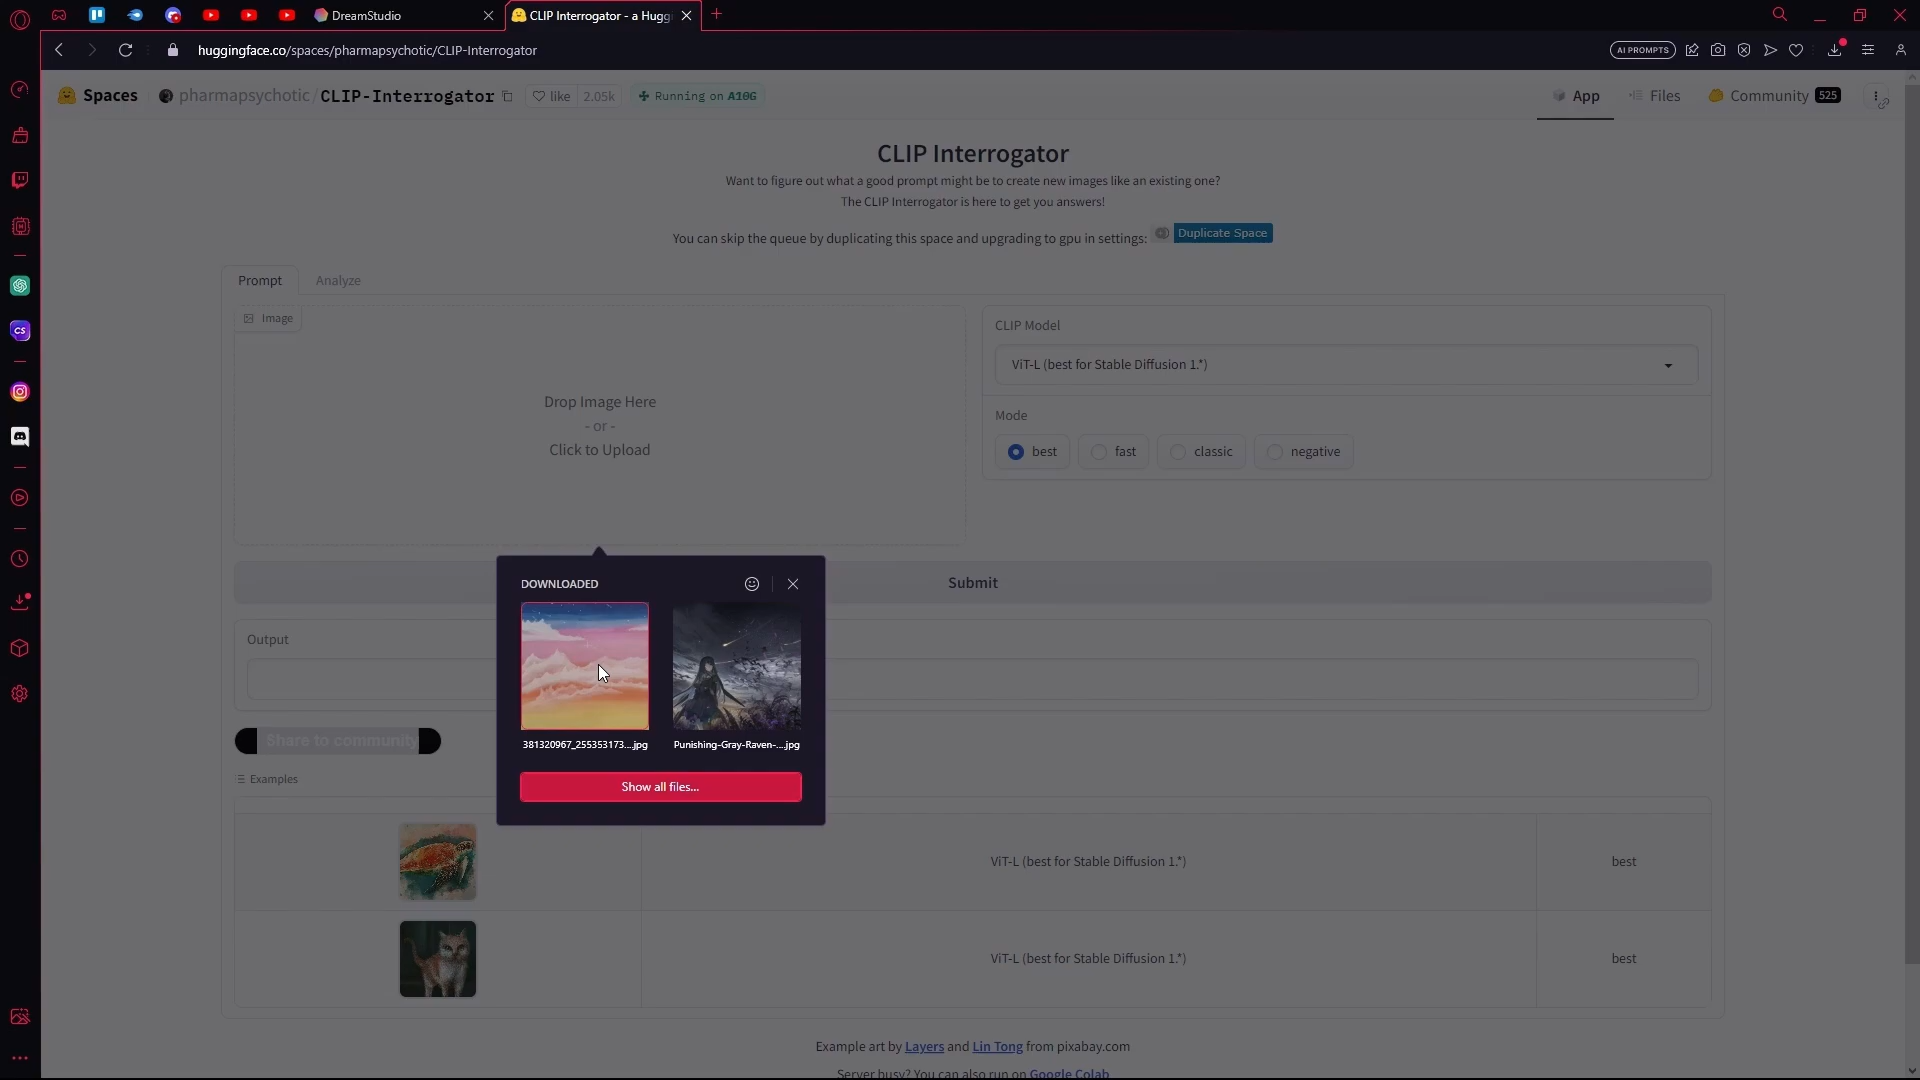 DreamStudio
CLIP Interrogator - a Huggi
huggingface.co/spaces/pharmapsychotic/CLIP-Interrogator
AI PROMPTS
Spaces
pharmapsychotic/CLIP-Interrogator
like 2.05k
Running on A10G
App
Files
Community 525
CLIP Interrogator
Want to figure out what a good prompt might be to create new images like an existing one?
The CLIP Interrogator is here to get you answers!
You can skip the queue by duplicating this space and upgrading to gpu in settings: Duplicate Space
Prompt
Analyze
Image
Drop Image Here
- or -
Click to Upload
CLIP Model
ViT-L (best for Stable Diffusion 1.*)
Mode
best
fast
classic
negative
DOWNLOADED
381320967_255353173....jpg
Punishing-Gray-Raven-....jpg
Show all files...
Submit
Output
Share to community
Examples
ViT-L (best for Stable Diffusion 1.*)
best
ViT-L (best for Stable Diffusion 1.*)
best
Example art by Layers and Lin Tong from pixabay.com
Server busy? You can also run on Google Colab
CS